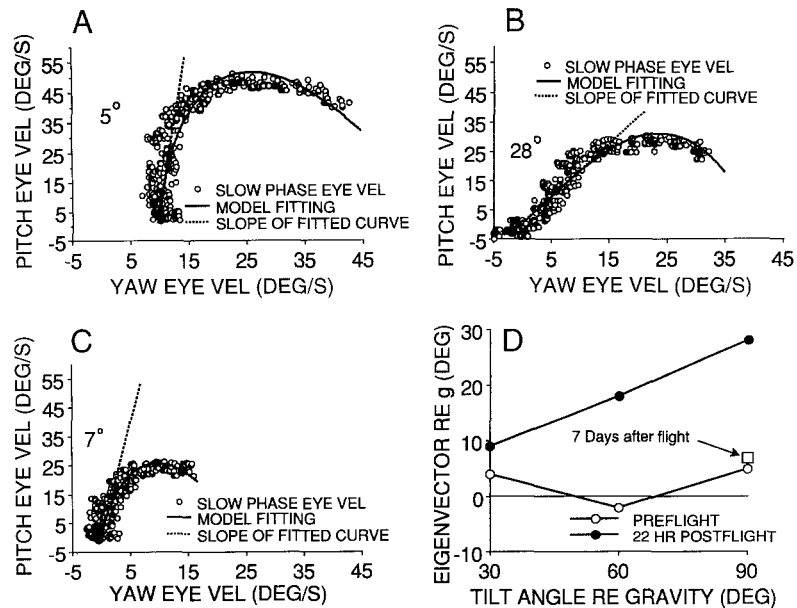 A
PITCH EYE VEL (DEG/S)
55
45
35
25
15
5
-5
5°
SLOW PHASE EYE VEL
MODEL FITTING
SLOPE OF FITTED CURVE
-5 5 15 25 35 45
YAW EYE VEL (DEG/S)
B
PITCH EYE VEL (DEG/S)
55
45
35
25
15
5
-5
28°
SLOW PHASE EYE VEL
MODEL FITTING
SLOPE OF FITTED CURVE
-5 5 15 25 35 45
YAW EYE VEL (DEG/S)
C
PITCH EYE VEL (DEG/S)
55
45
35
25
15
5
-5
7°
SLOW PHASE EYE VEL
MODEL FITTING
SLOPE OF FITTED CURVE
-5 5 15 25 35 45
YAW EYE VEL (DEG/S)
D
EIGENVECTOR RE g (DEG)
30
20
10
0
-10
7 Days after flight
PREFLIGHT
22 HR POSTFLIGHT
30 60 90
TILT ANGLE RE GRAVITY (DEG)